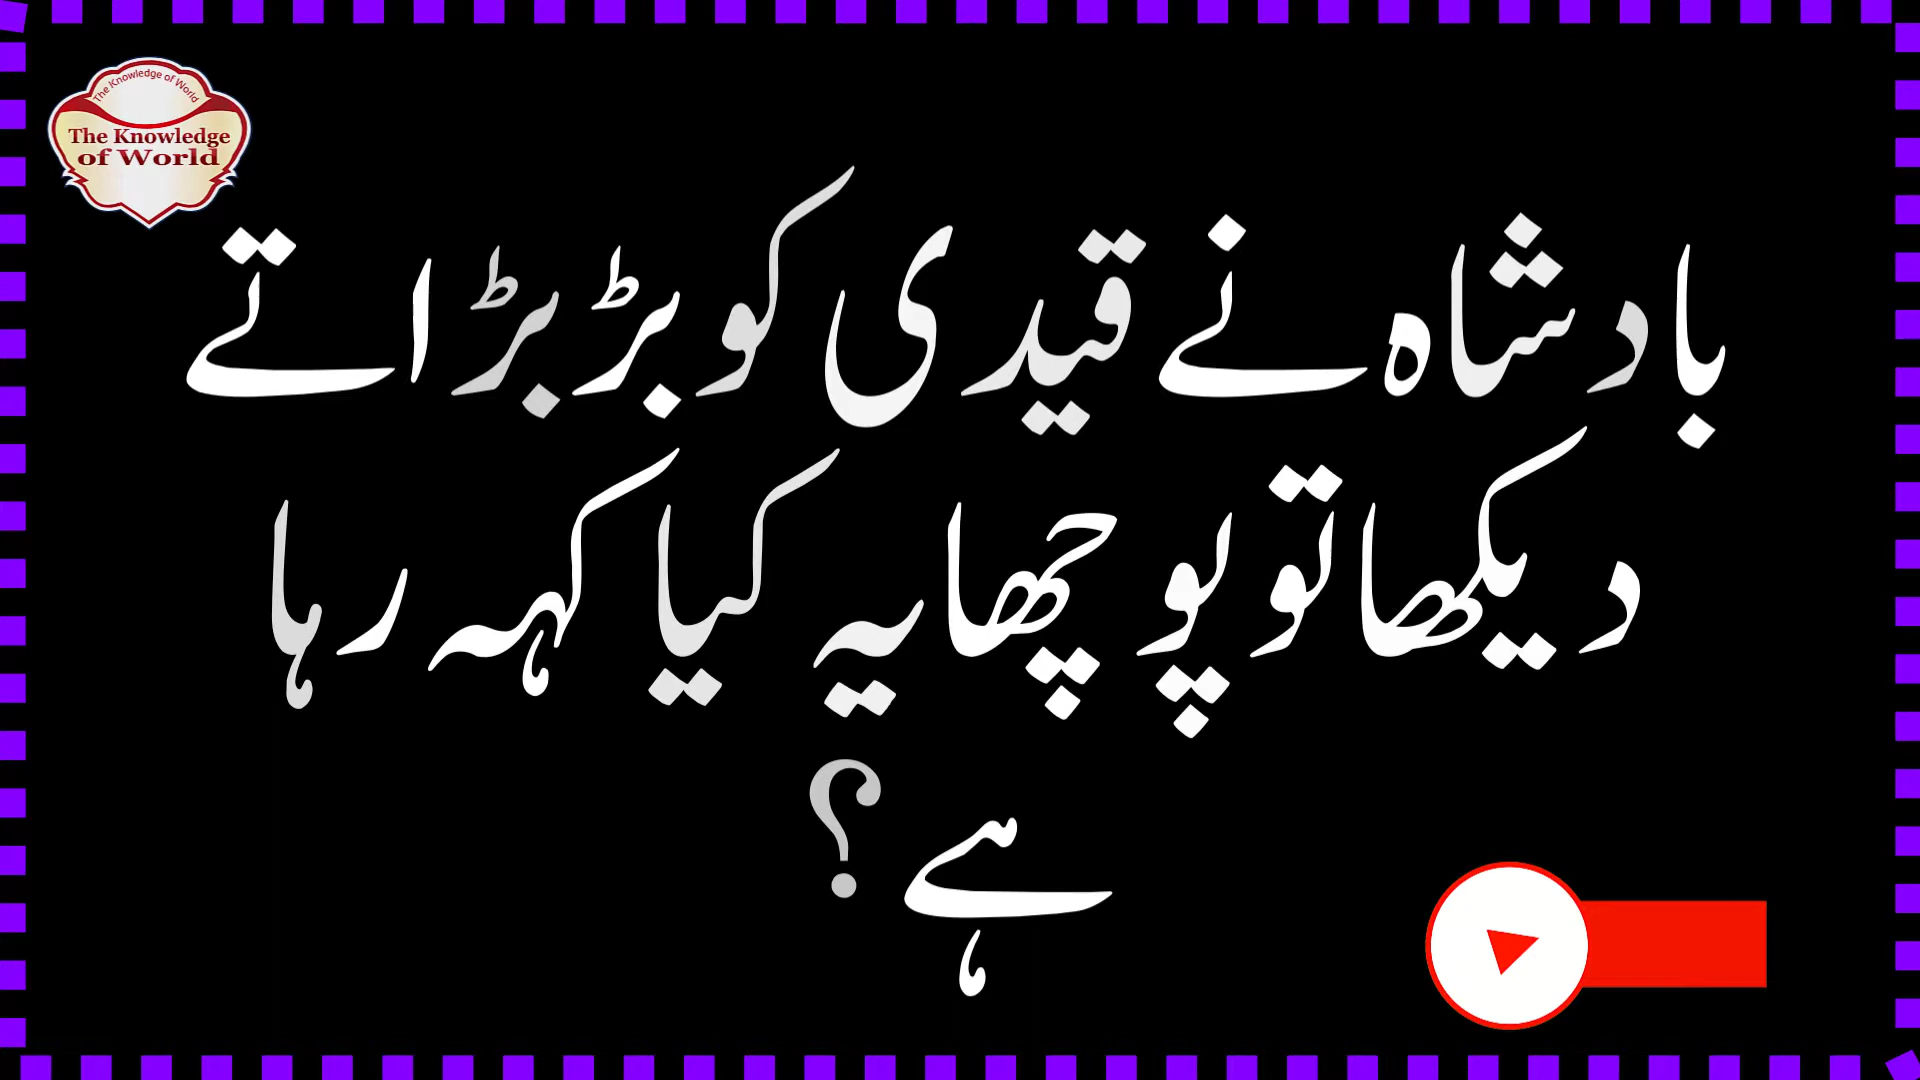 The Knowledge of World
The Knowledge
of World
بادشاہ نے قیدی کو بڑبڑاتے
دیکھا تو پوچھا یہ کیا کہہ رہا
ہے ؟